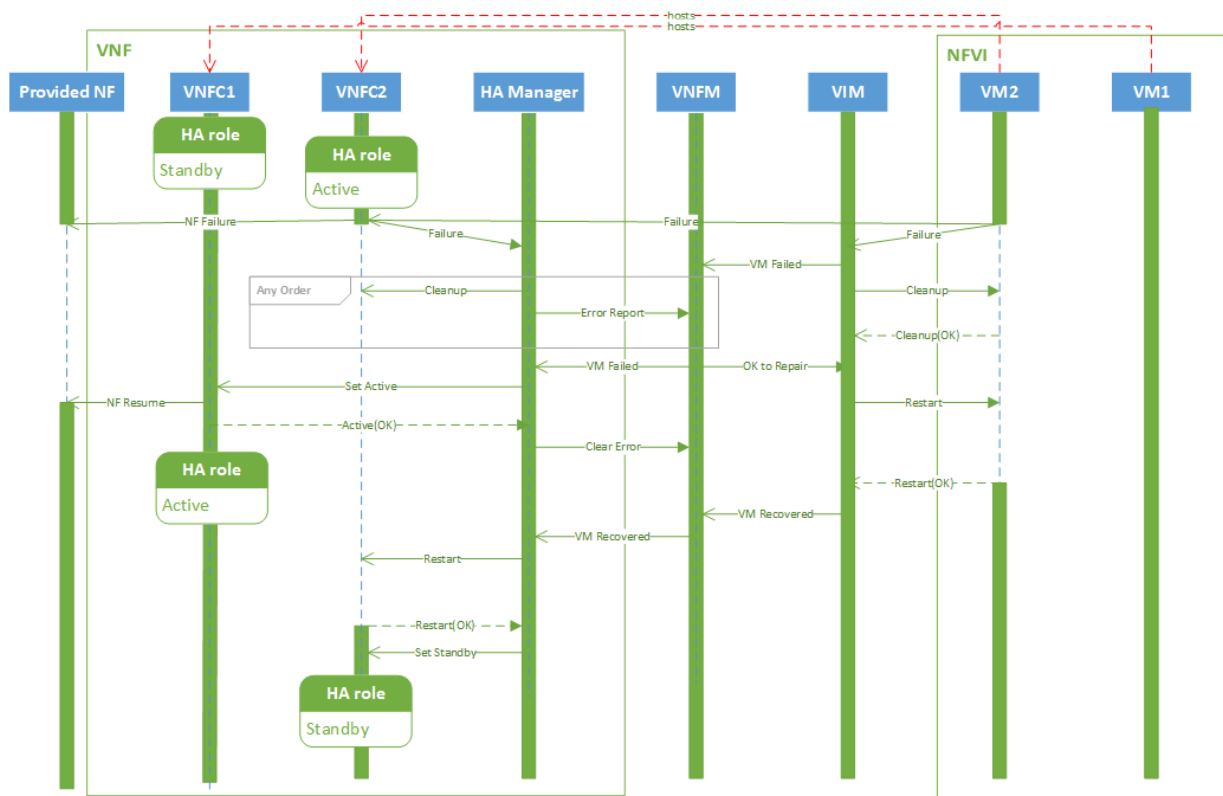 hosts
hosts
VNF
NFVI
Provided NF
VNFC1
VNFC2
HA Manager
VNFM
VIM
VM2
VM1
HA role
Standby
HA role
Active
NF Failure
Failure
Failure
Failure
VM Failed
Any Order
Cleanup
Cleanup
Error Report
Cleanup(OK)
VM Failed
OK to Repair
Set Active
NF Resume
Restart
Active(OK)
Clear Error
HA role
Active
Restart(OK)
VM Recovered
VM Recovered
Restart
Restart(OK)
Set Standby
HA role
Standby